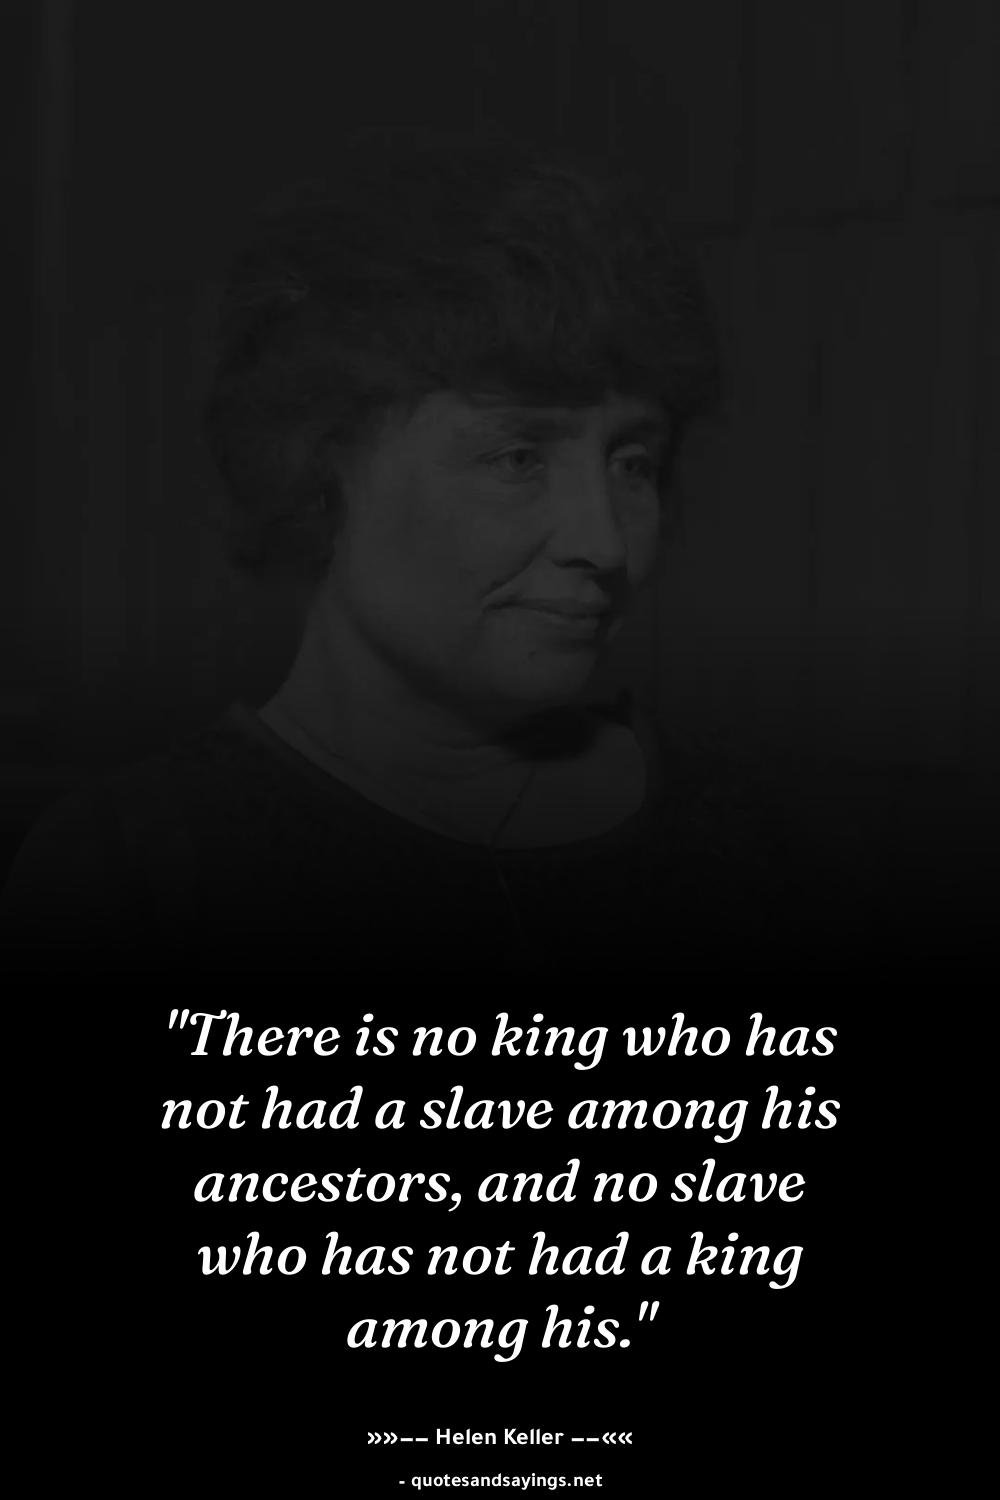 "There is no king who has
not had a slave among his
ancestors, and no slave
who has not had a king
among his."
»»–– Helen Keller ––««
- quotesandsayings.net